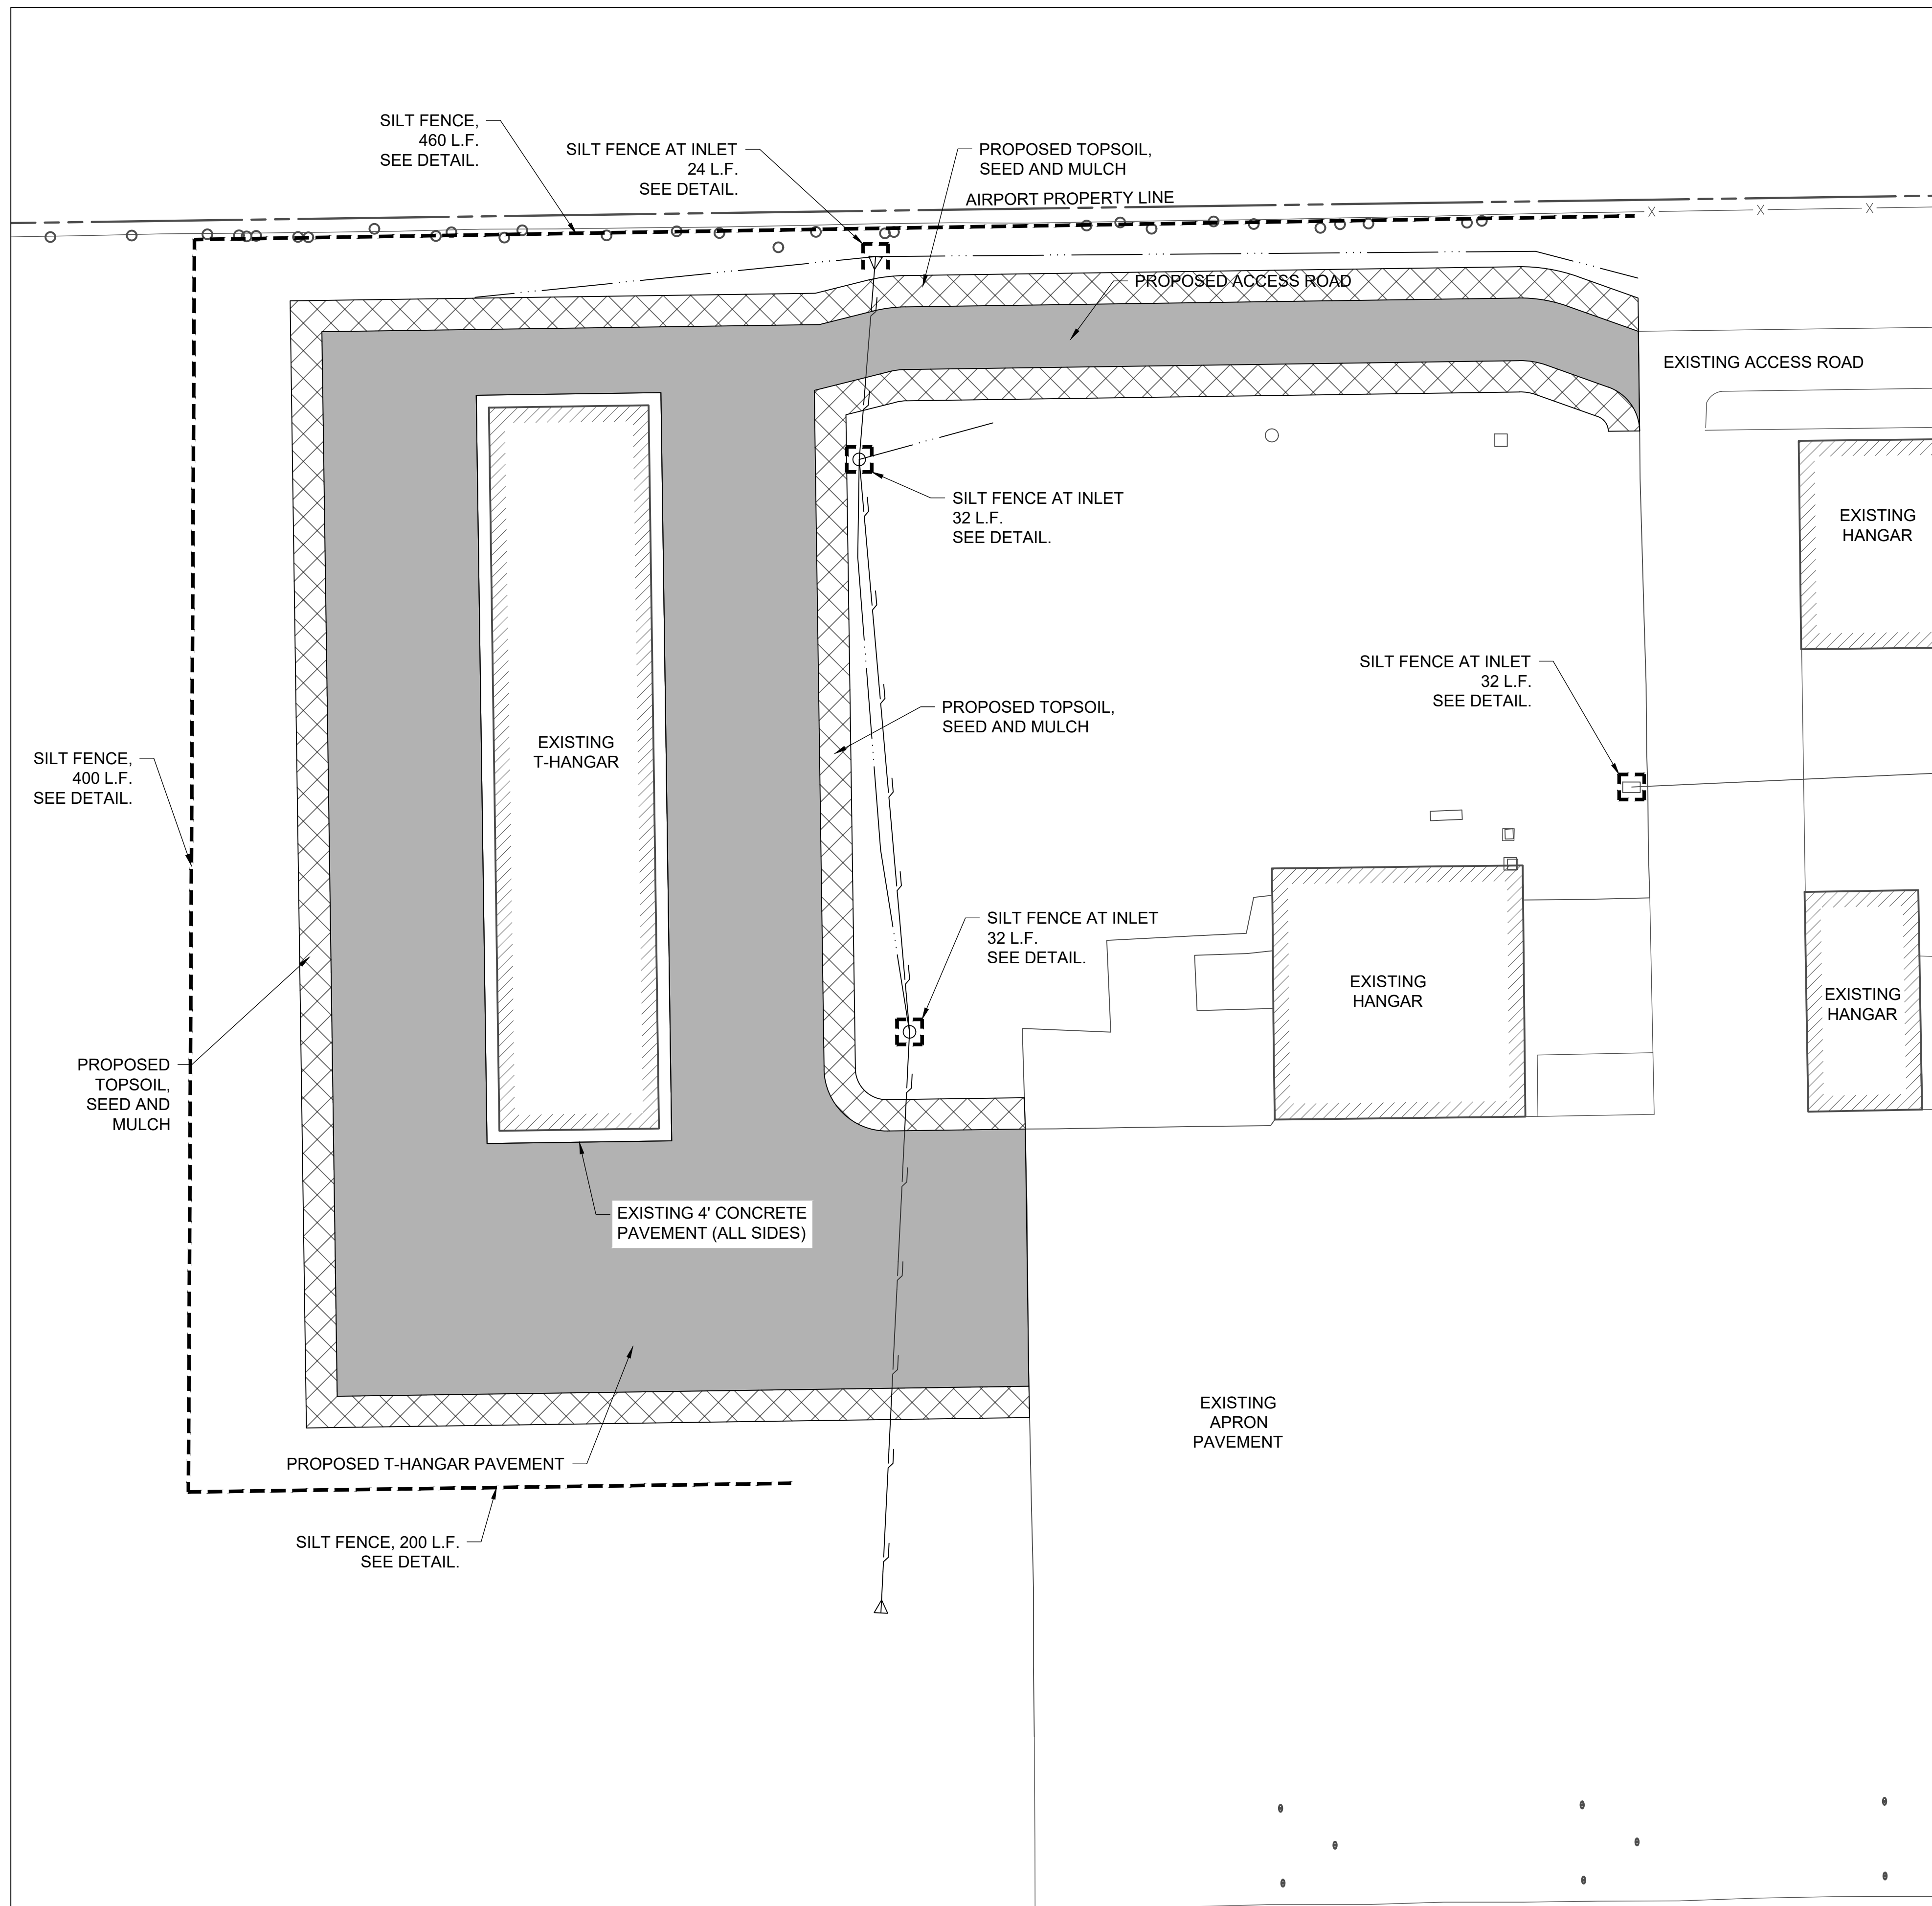 SILT FENCE,
460 L.F.
SEE DETAIL.
SILT FENCE AT INLET
24 L.F.
SEE DETAIL.
PROPOSED TOPSOIL,
SEED AND MULCH
AIRPORT PROPERTY LINE
X
X
X
PROPOSED ACCESS ROAD
EXISTING ACCESS ROAD
SILT FENCE AT INLET
32 L.F.
SEE DETAIL.
EXISTING
HANGAR
SILT FENCE AT INLET
32 L.F.
SEE DETAIL.
PROPOSED TOPSOIL,
SEED AND MULCH
EXISTING
T-HANGAR
SILT FENCE,
400 L.F.
SEE DETAIL.
SILT FENCE AT INLET
32 L.F.
SEE DETAIL.
EXISTING
HANGAR
EXISTING
HANGAR
PROPOSED
TOPSOIL,
SEED AND
MULCH
EXISTING 4' CONCRETE
PAVEMENT (ALL SIDES)
EXISTING
APRON
PAVEMENT
PROPOSED T-HANGAR PAVEMENT
SILT FENCE, 200 L.F.
SEE DETAIL.